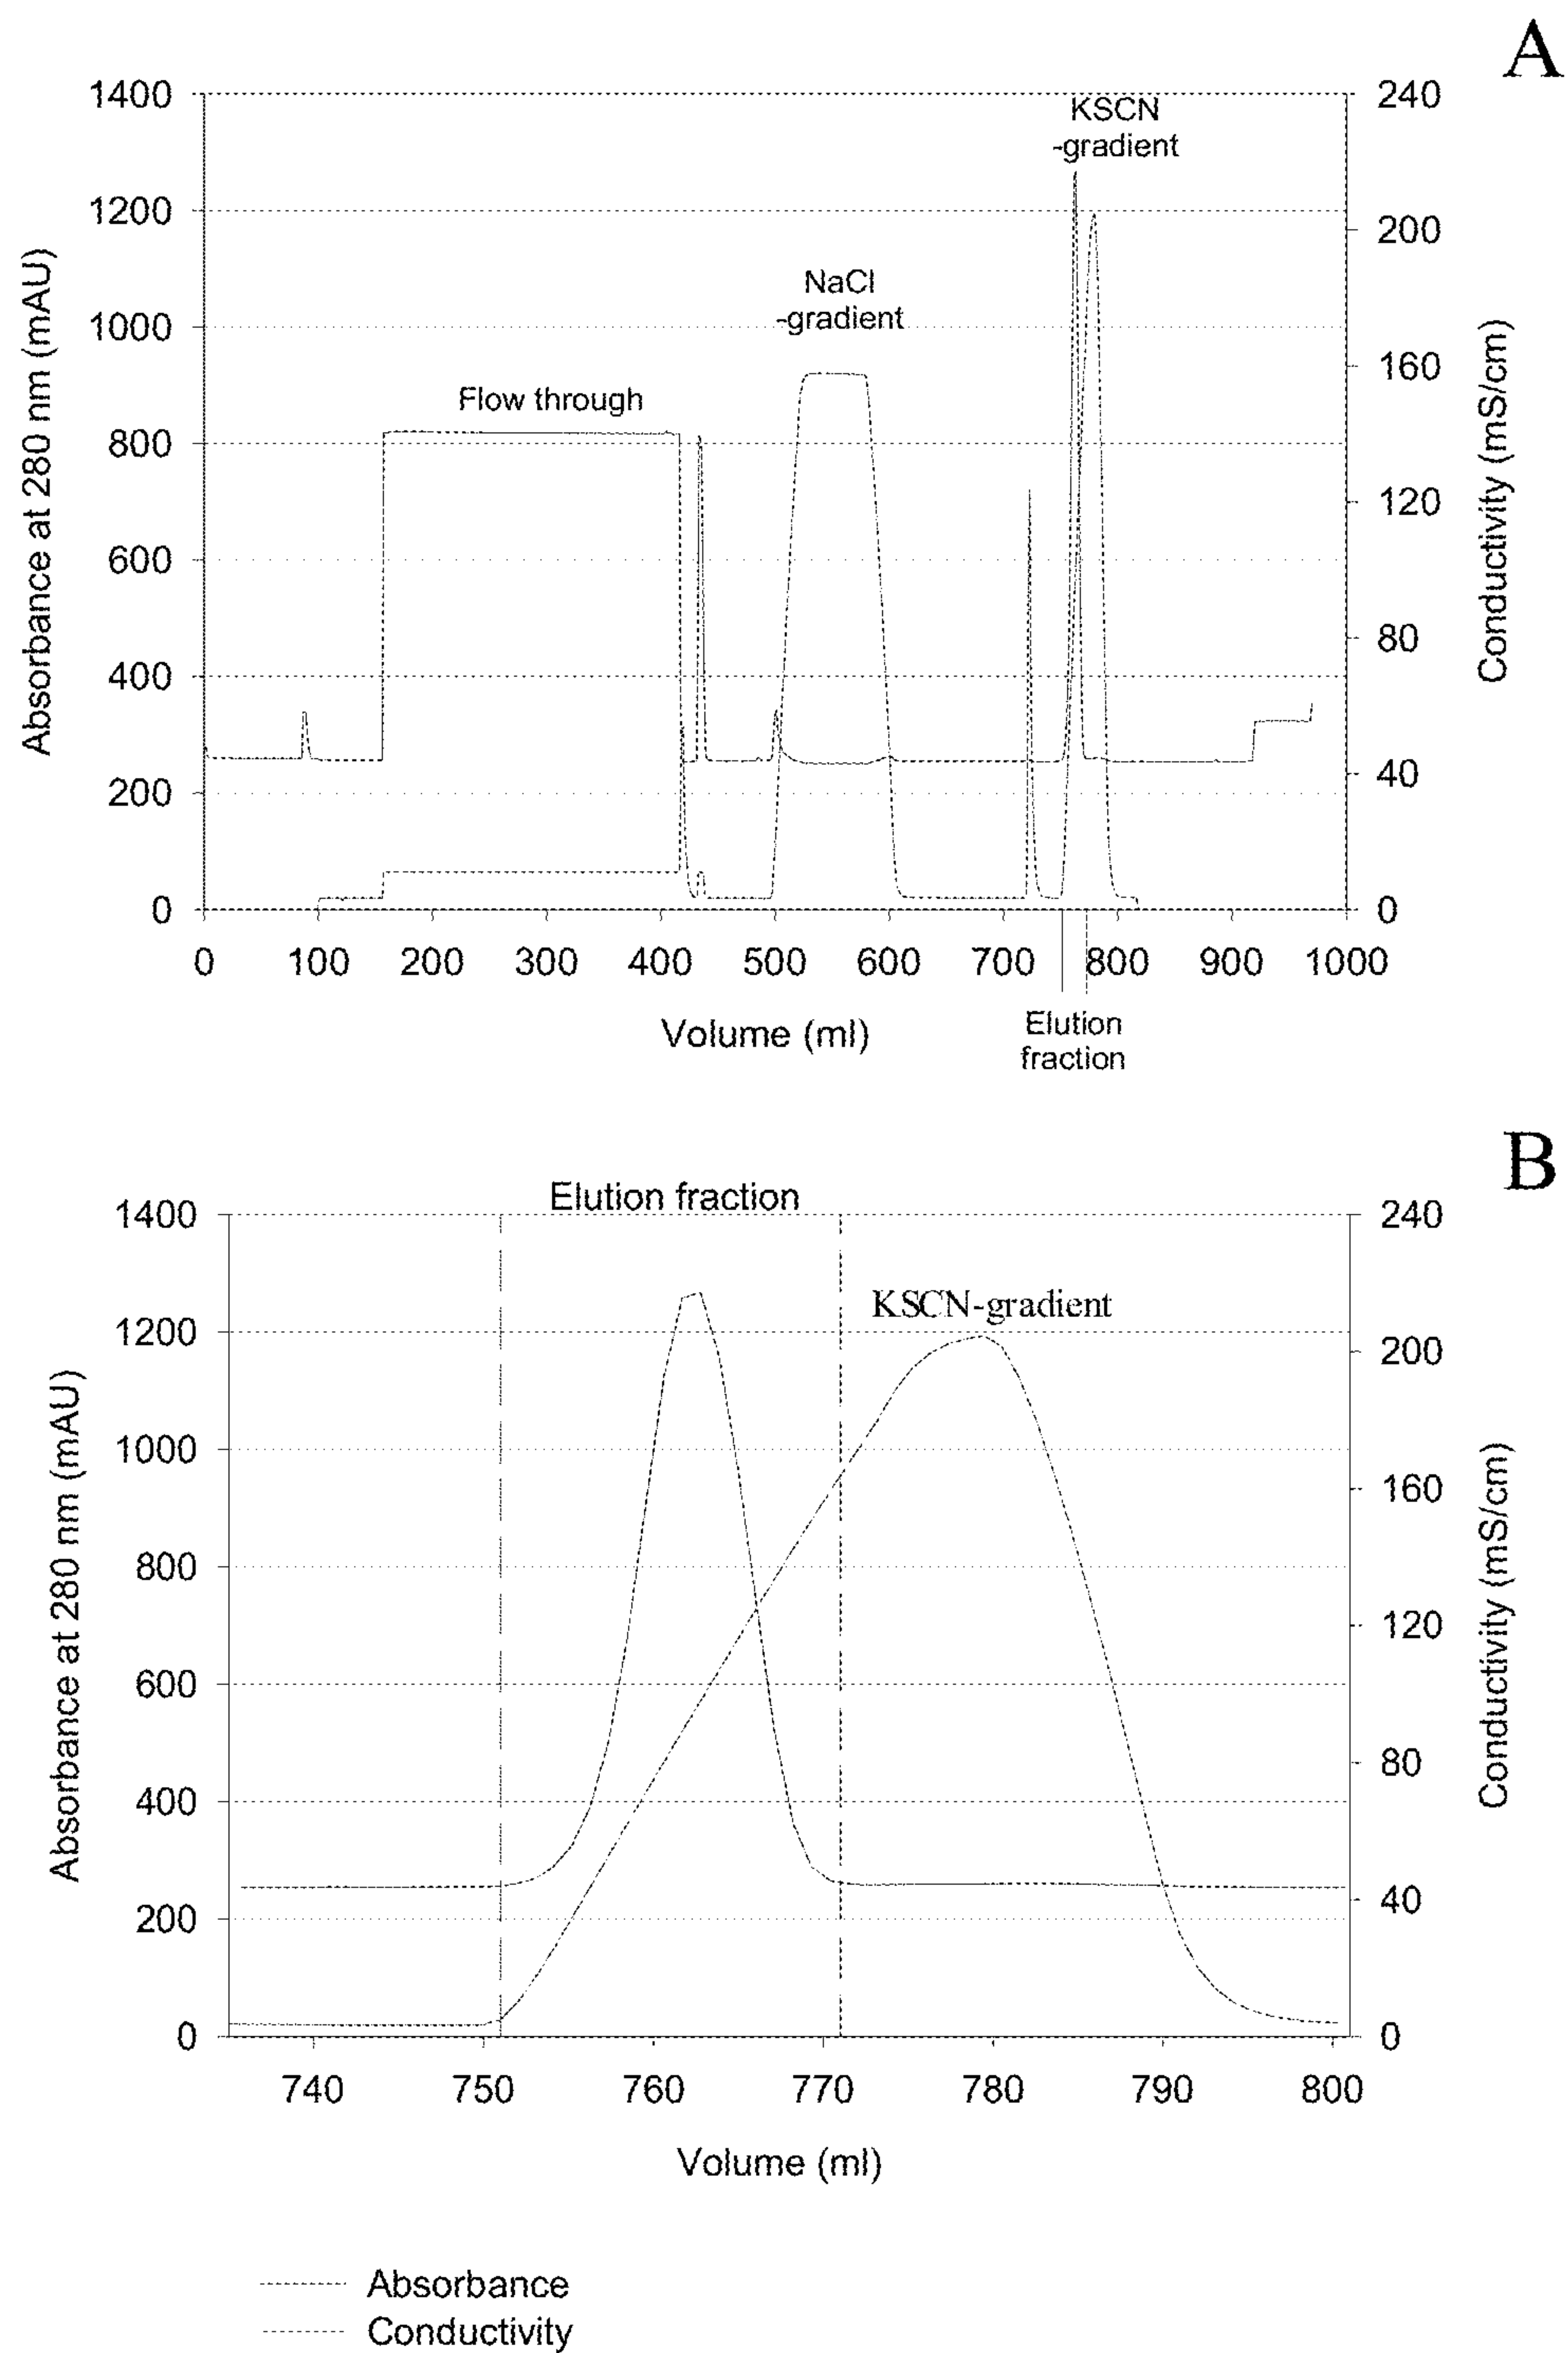 A
1400
1200
1000
800
600
400
200
0
Absorbance at 280 nm (mAU)
240
200
160
120
80
40
0
Conductivity (mS/cm)
KSCN
-gradient
NaCl
-gradient
Flow through
0 100 200 300 400 500 600 700 800 900 1000
Volume (ml)
Elution
fraction
B
Elution fraction
KSCN-gradient
1400
1200
1000
800
600
400
200
0
Absorbance at 280 nm (mAU)
240
200
160
120
80
40
0
Conductivity (mS/cm)
740 750 760 770 780 790 800
Volume (ml)
Absorbance
Conductivity